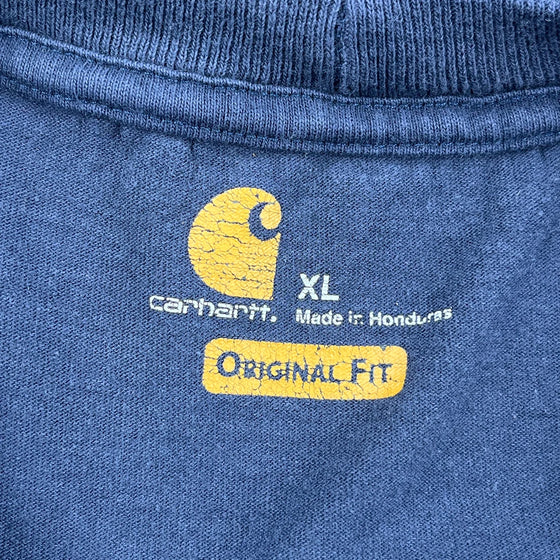 XL
carhartt. Made in Honduras
ORIGINAL FIT